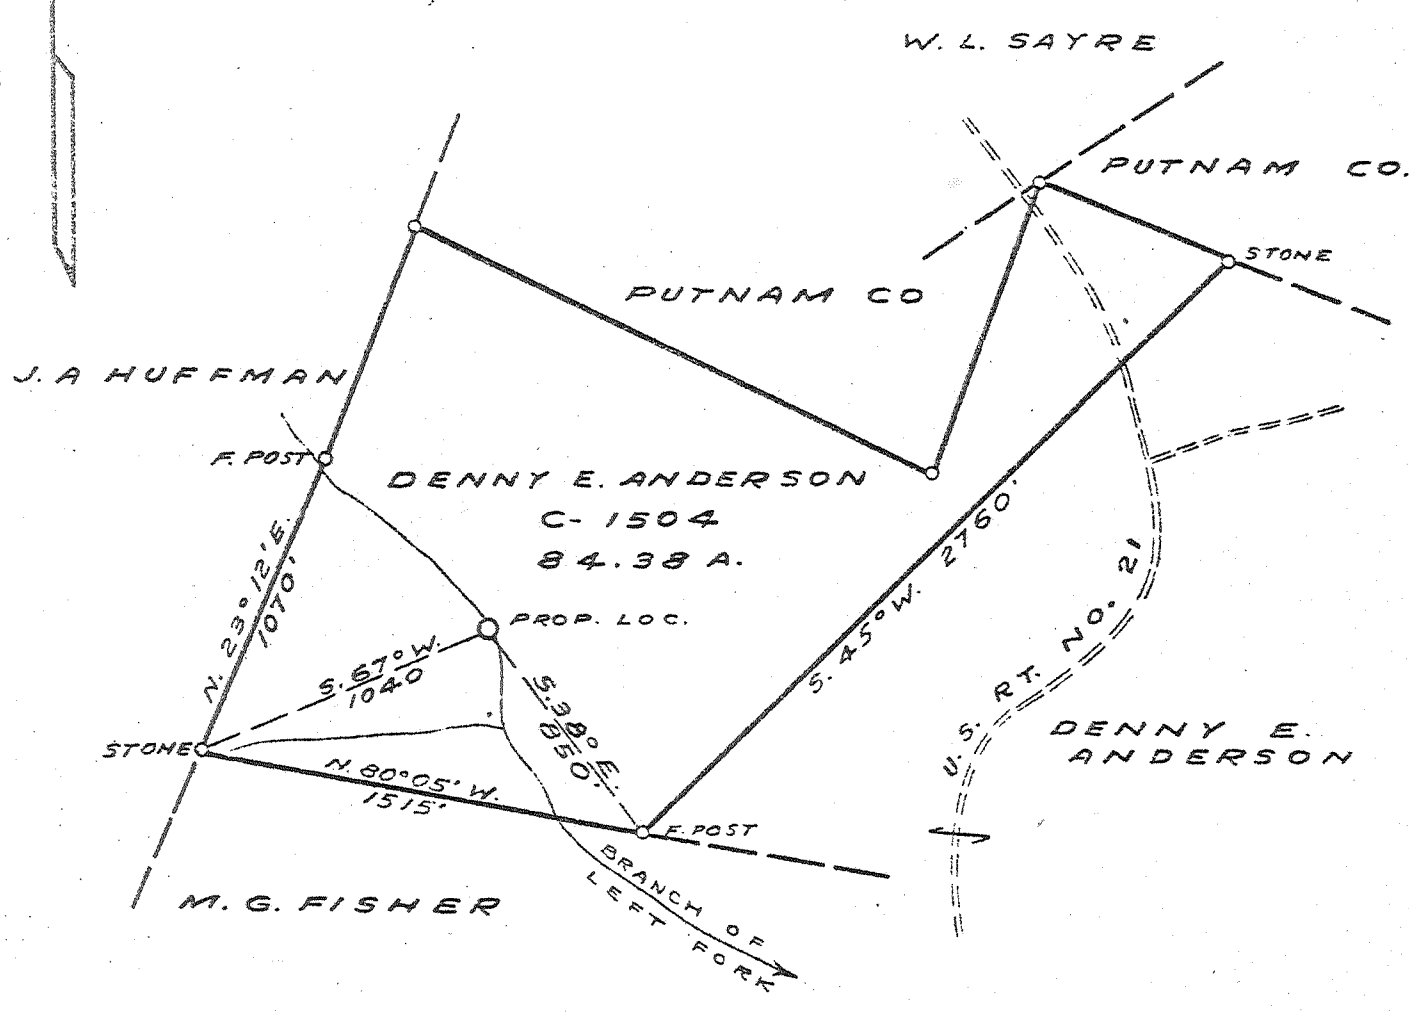 W. L. SAYRE
PUTNAM CO.
STONE
PUTNAM CO
J. A HUFFMAN
F. POST
DENNY E. ANDERSON
C- 1504
84.38 A.
N. 23° 12' E.
1070'
PROP. LOC.
S. 67° W.
1040
S. 38° E.
850'
S. 45° W. 2760'
U. S. RT. NO. 21
DENNY E.
ANDERSON
STONE
N. 80° 05' W.
1515'
F. POST
M. G. FISHER
BRANCH OF
LEFT FORK